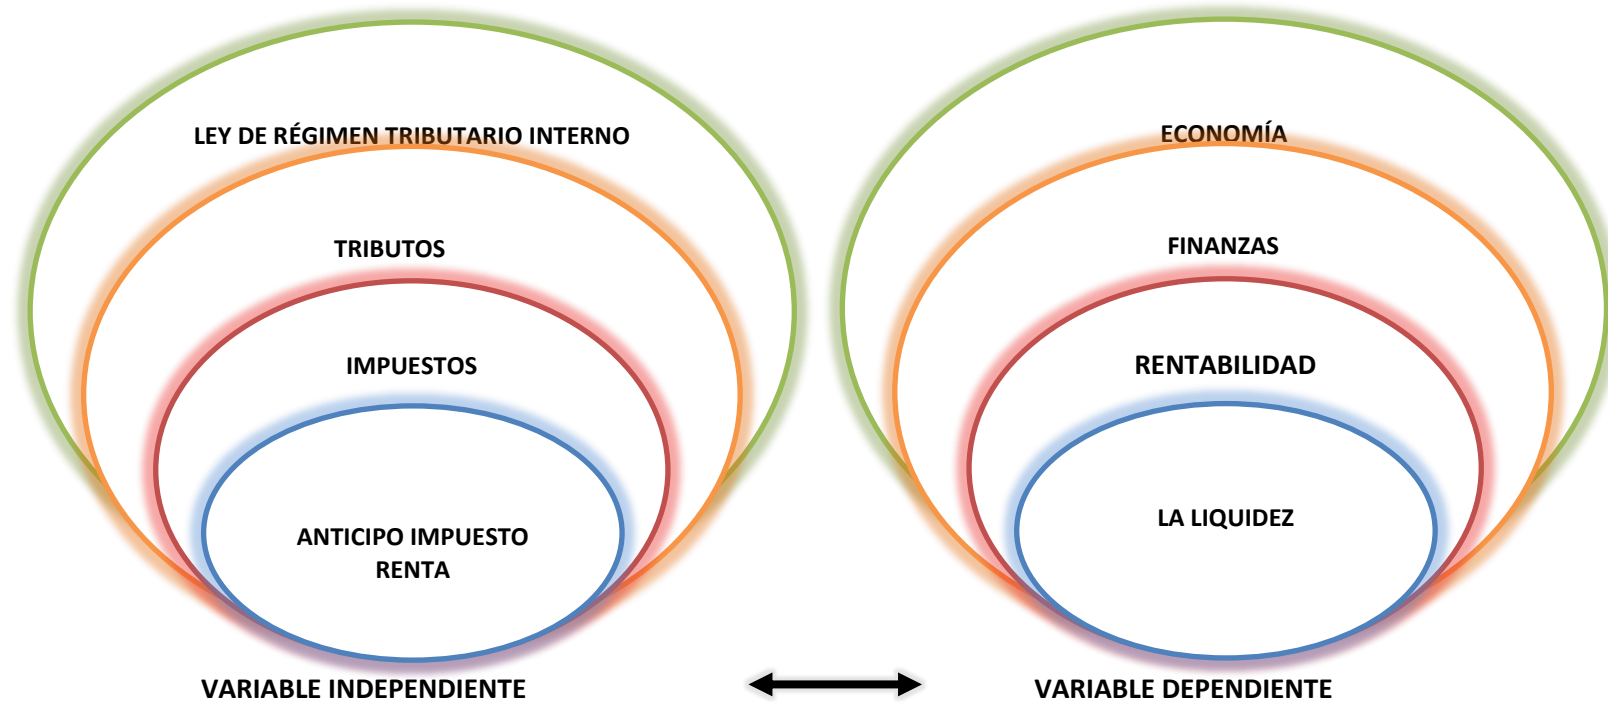 LEY DE RÉGIMEN TRIBUTARIO INTERNO
TRIBUTOS
IMPUESTOS
ANTICIPO IMPUESTO
RENTA
VARIABLE INDEPENDIENTE
ECONOMÍA
FINANZAS
RENTABILIDAD
LA LIQUIDEZ
VARIABLE DEPENDIENTE